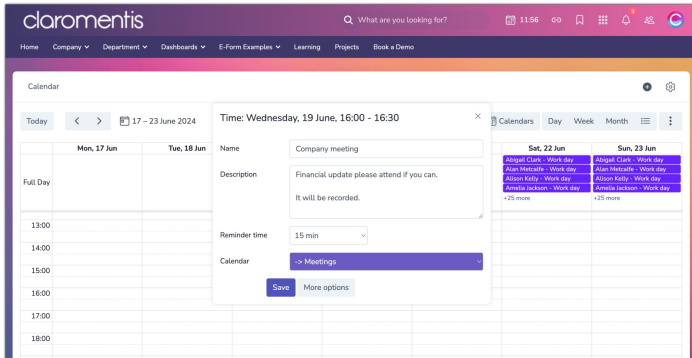 claromentis
What are you looking for?
11:56
3
Home Company Department Dashboards E-Form Examples Learning Projects Book a Demo
Calendar
Today 17 – 23 June 2024 Calendars Day Week Month
Time: Wednesday, 19 June, 16:00 - 16:30
Name Company meeting
Description Financial update please attend if you can.
It will be recorded.
Reminder time 15 min
Calendar -> Meetings
Save More options
Mon, 17 Jun Tue, 18 Jun Sat, 22 Jun Sun, 23 Jun
Full Day
Abigail Clark - Work day Abigail Clark - Work day
Alan Metcalfe - Work day Alan Metcalfe - Work day
Alison Kelly - Work day Alison Kelly - Work day
Amelia Jackson - Work day Amelia Jackson - Work day
+25 more +25 more
13:00
14:00
15:00
16:00
17:00
18:00